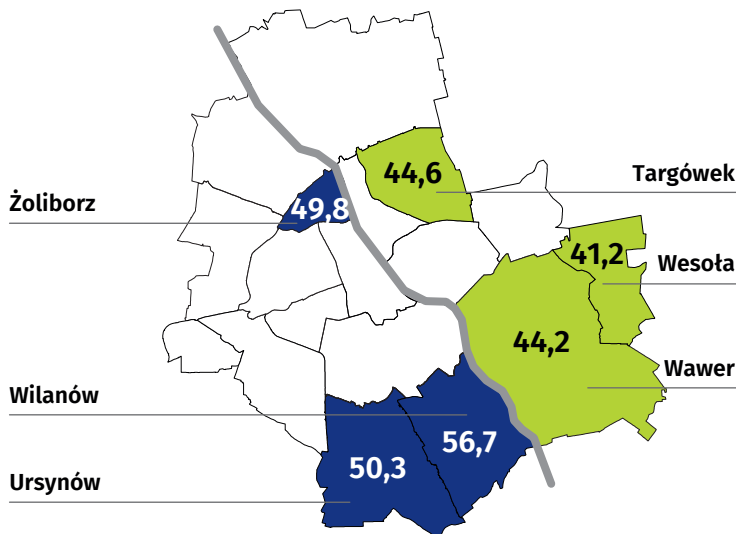 44,6
Targówek
Żoliborz
49,8
41,2
Wesoła
44,2
Wawer
Wilanów
56,7
50,3
Ursynów